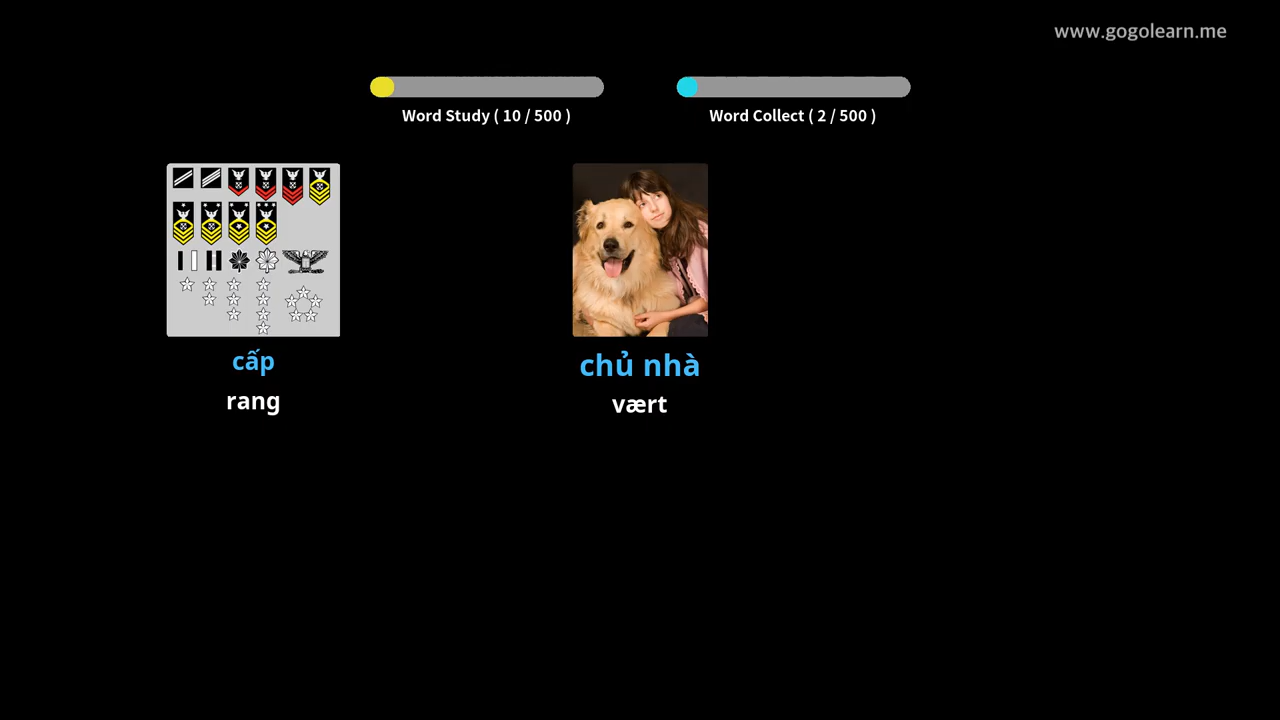 www.gogolearn.me
Word Study ( 10 / 500 )
Word Collect ( 2 / 500 )
cấp
rang
chủ nhà
vært